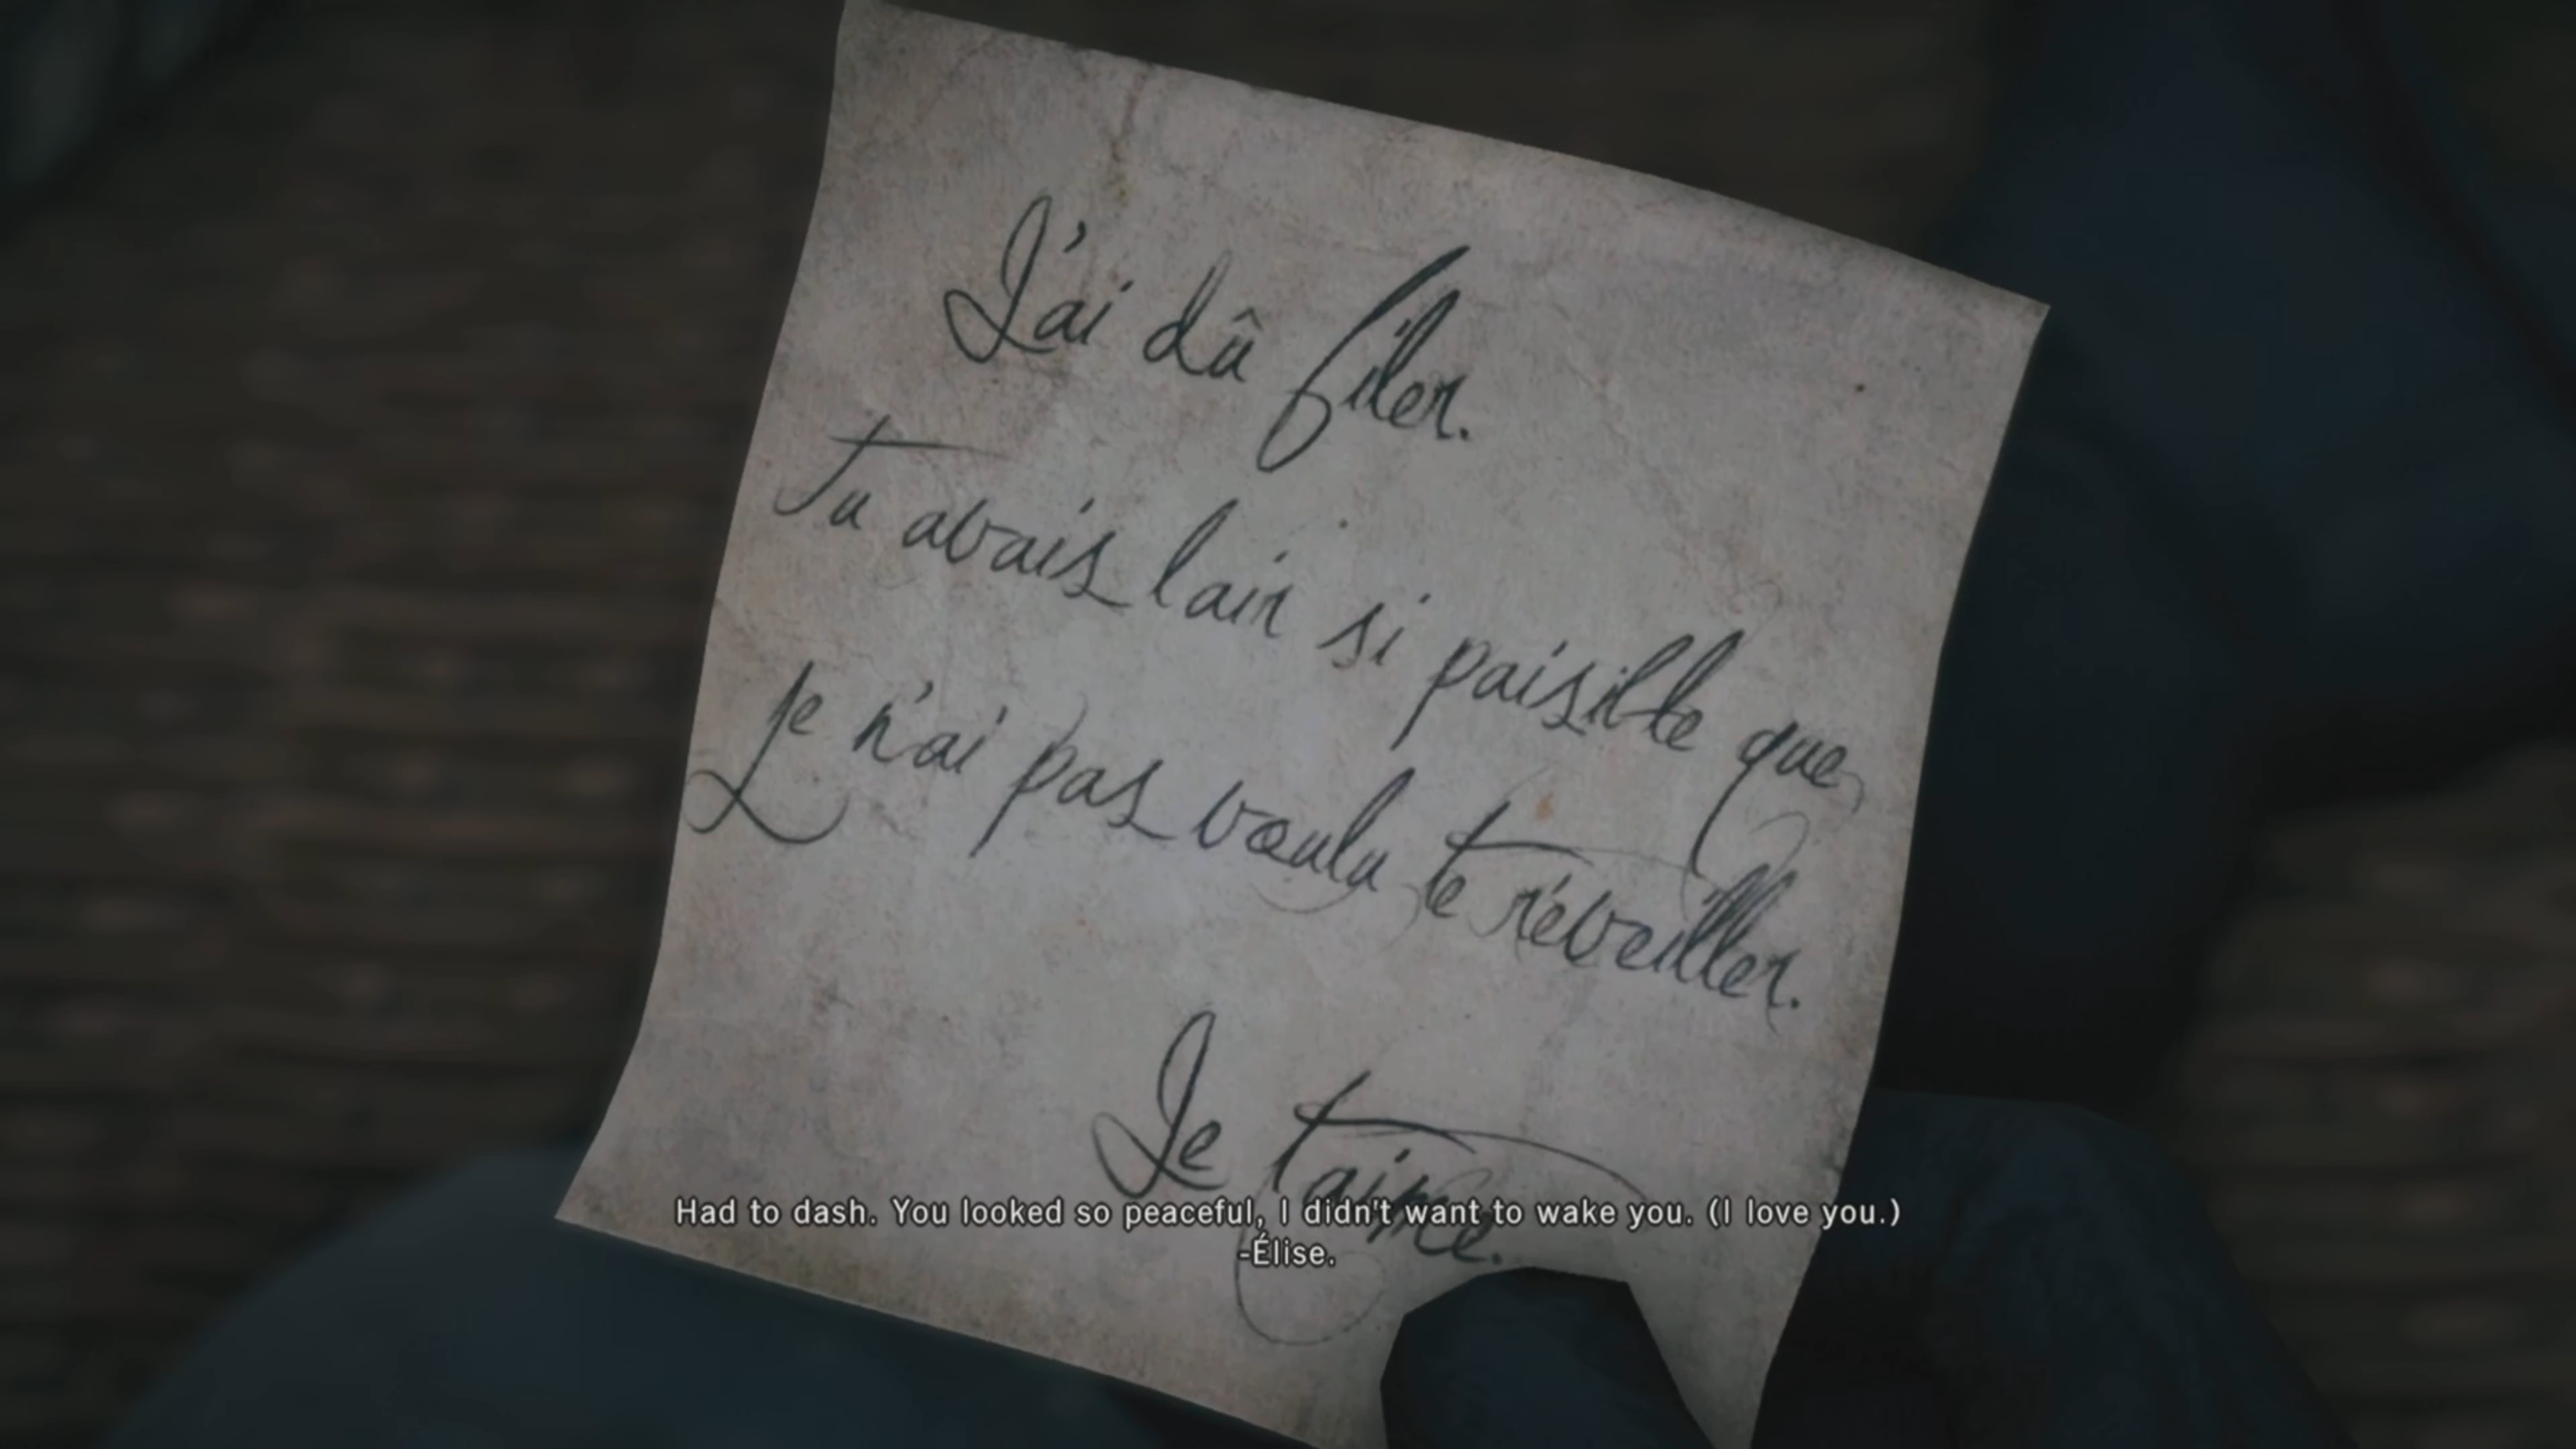 J'ai dû filer.
Tu avais lair si paisible que
je n'ai pas voulu te réveiller.
Je t'aime.
Had to dash. You looked so peaceful, I didn't want to wake you. (I love you.)
-Élise.